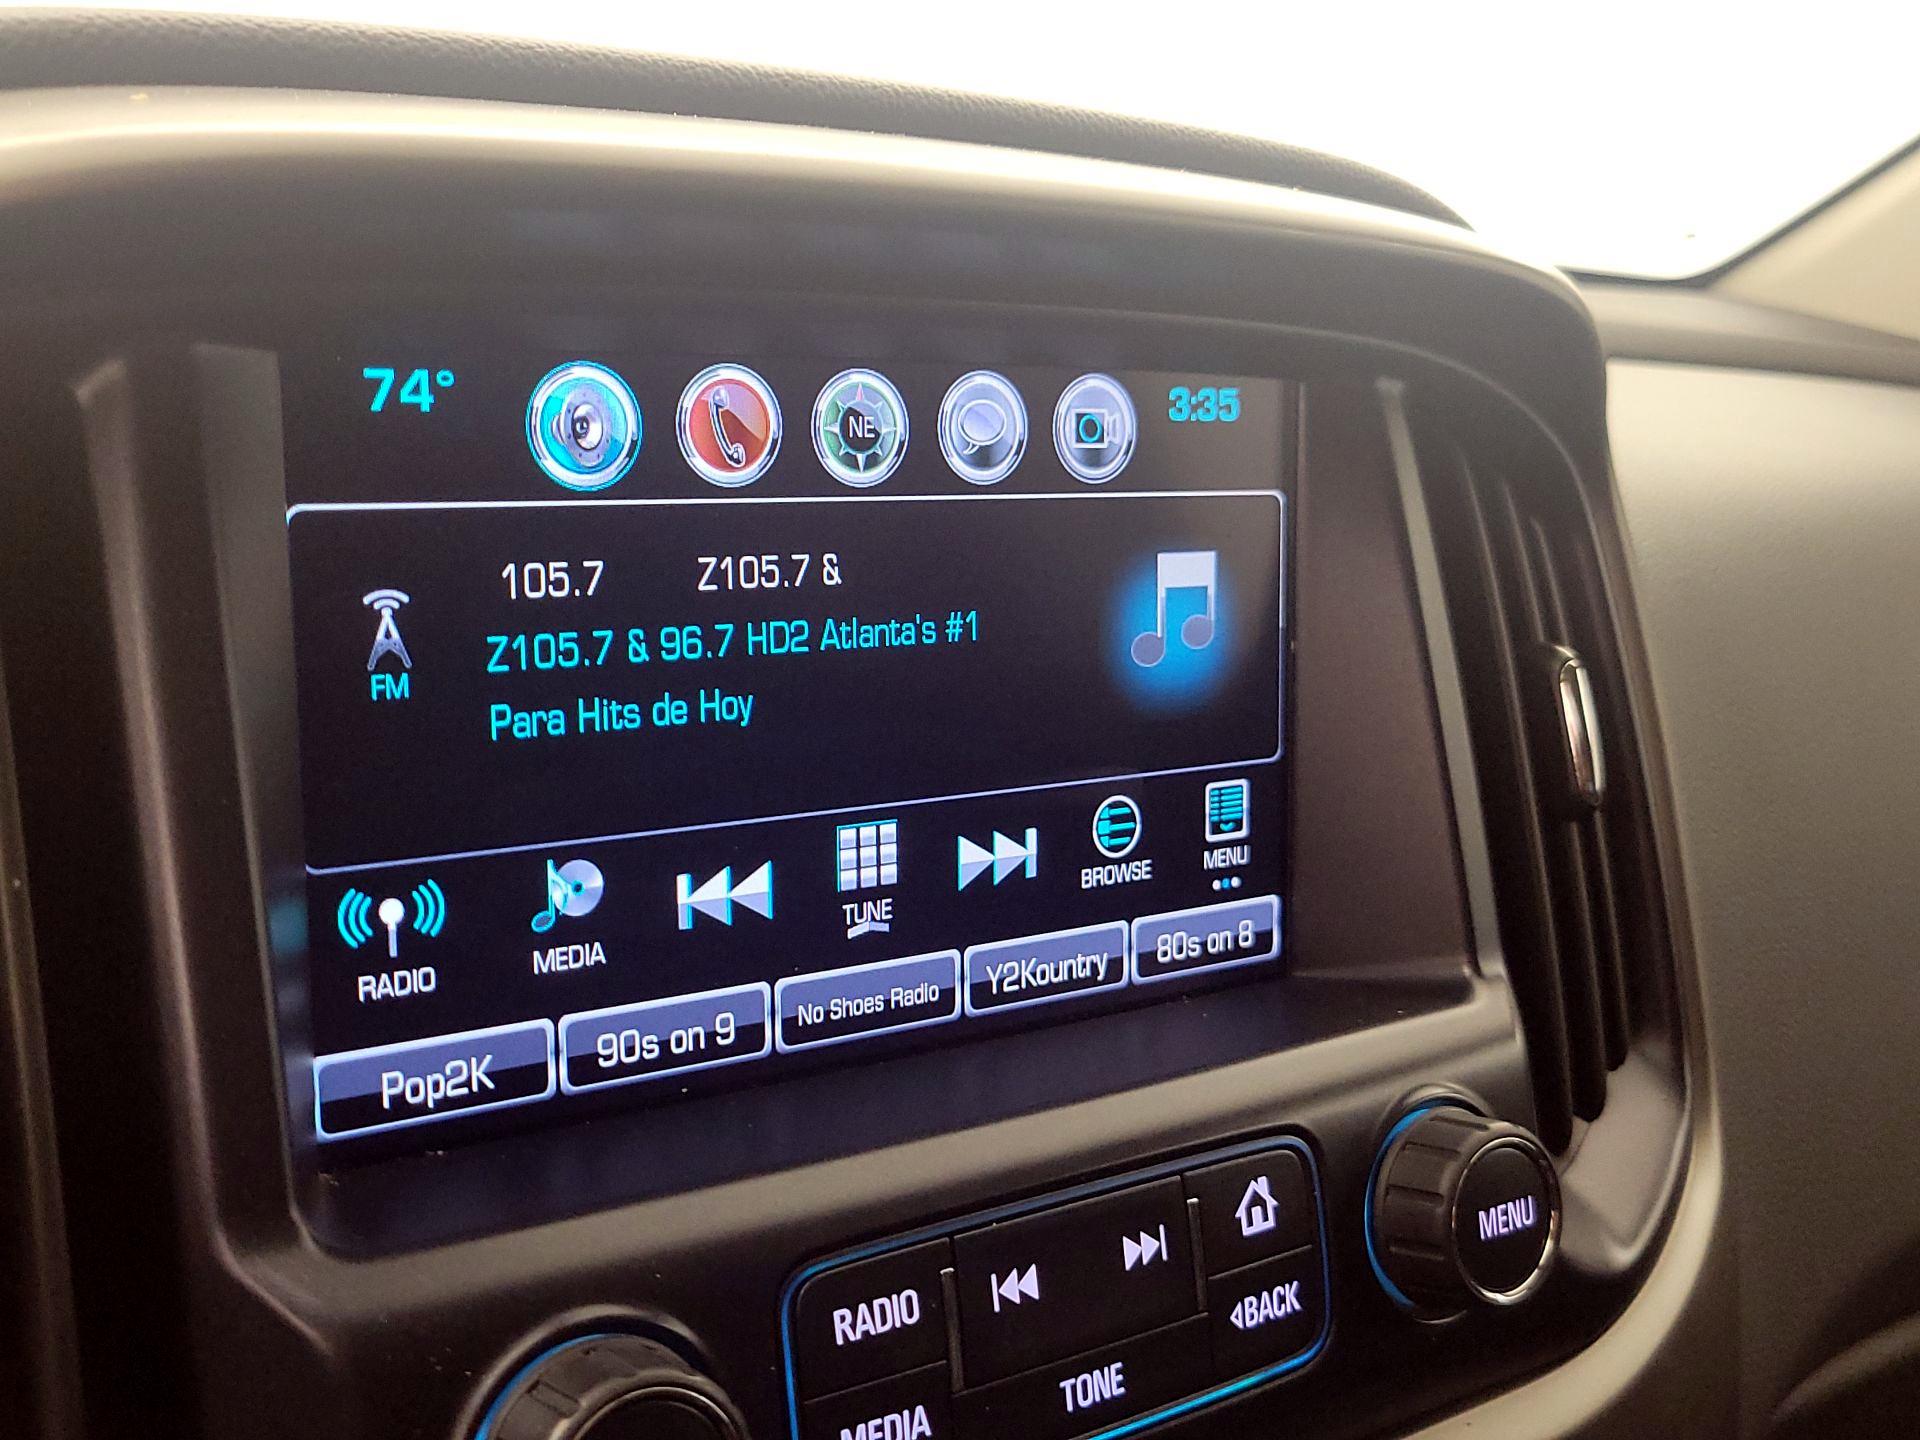 74°
NE
3:35
105.7 Z105.7 &
Z105.7 & 96.7 HD2 Atlanta's #1
Para Hits de Hoy
FM
RADIO
MEDIA
TUNE
BROWSE
MENU
Pop2K
90s on 9
No Shoes Radio
Y2Kountry
80s on 8
RADIO
MEDIA
TONE
BACK
MENU